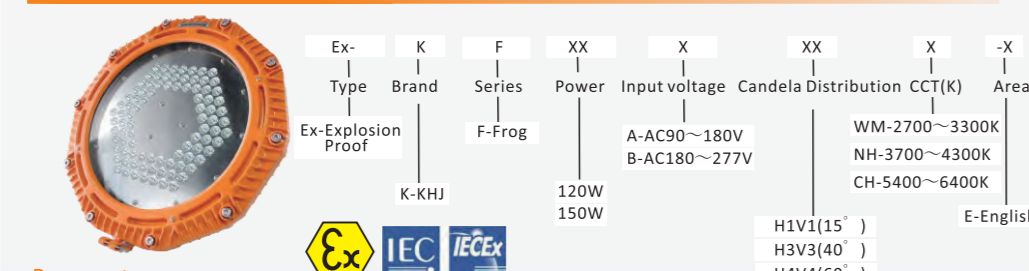 Ex- K F XX X XX X -X
Type Brand Series Power Input voltage Candela Distribution CCT(K) Area
Ex-Explosion
Proof
K-KHJ
F-Frog
120W
150W
A-AC90～180V
B-AC180～277V
H1V1(15° )
H3V3(40° )
WM-2700～3300K
NH-3700～4300K
CH-5400～6400K
E-English
Ex
IEC
IECEx